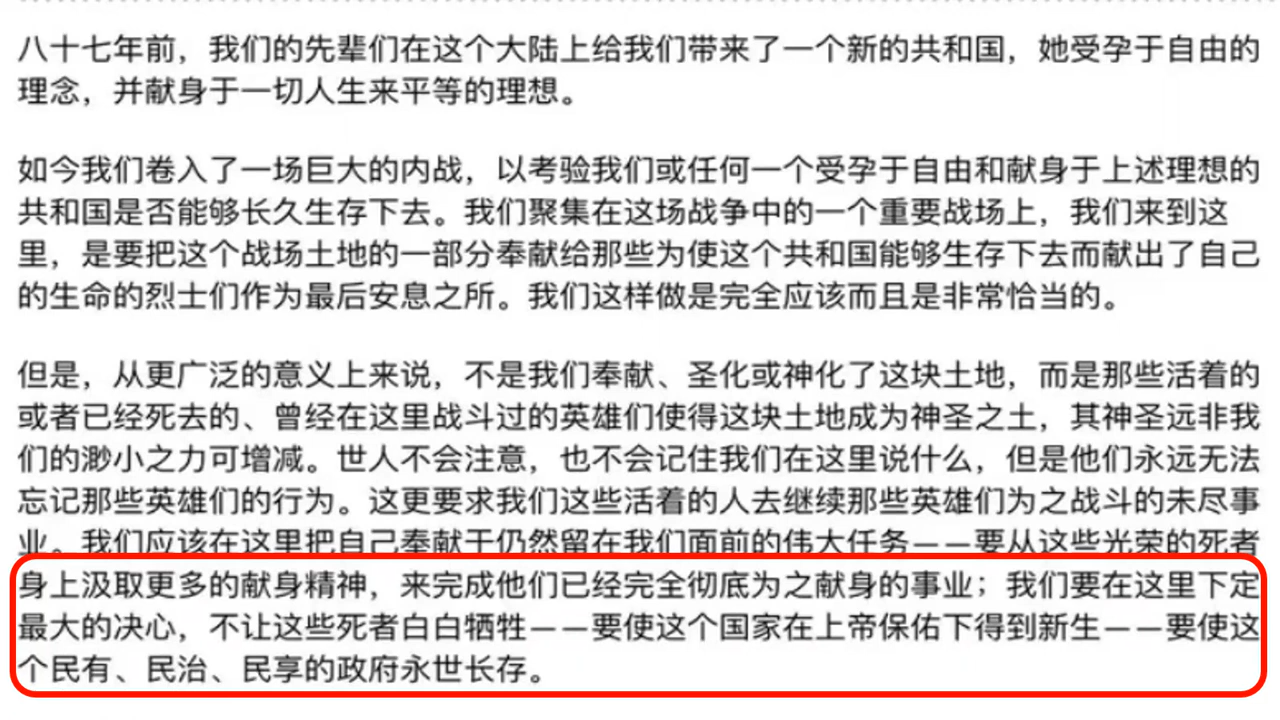 八十七年前，我们的先辈们在这个大陆上给我们带来了一个新的共和国，她受孕于自由的
理念，并献身于一切人生来平等的理想。
如今我们卷入了一场巨大的内战，以考验我们或任何一个受孕于自由和献身于上述理想的
共和国是否能够长久生存下去。我们聚集在这场战争中的一个重要战场上，我们来到这
里，是要把这个战场土地的一部分奉献给那些为使这个共和国能够生存下去而献出了自己
的生命的烈士们作为最后安息之所。我们这样做是完全应该而且是非常恰当的。
但是，从更广泛的意义上来说，不是我们奉献、圣化或神化了这块土地，而是那些活着的
或者已经死去的、曾经在这里战斗过的英雄们使得这块土地成为神圣之土，其神圣远非我
们的渺小之力可增减。世人不会注意，也不会记住我们在这里说什么，但是他们永远无法
忘记那些英雄们的行为。这更要求我们这些活着的人去继续那些英雄们为之战斗的未尽事
业。我们应该在这里把自己奉献于仍然留在我们面前的伟大任务——要从这些光荣的死者
身上汲取更多的献身精神，来完成他们已经完全彻底为之献身的事业；我们要在这里下定
最大的决心，不让这些死者白白牺牲——要使这个国家在上帝保佑下得到新生——要使这
个民有、民治、民享的政府永世长存。